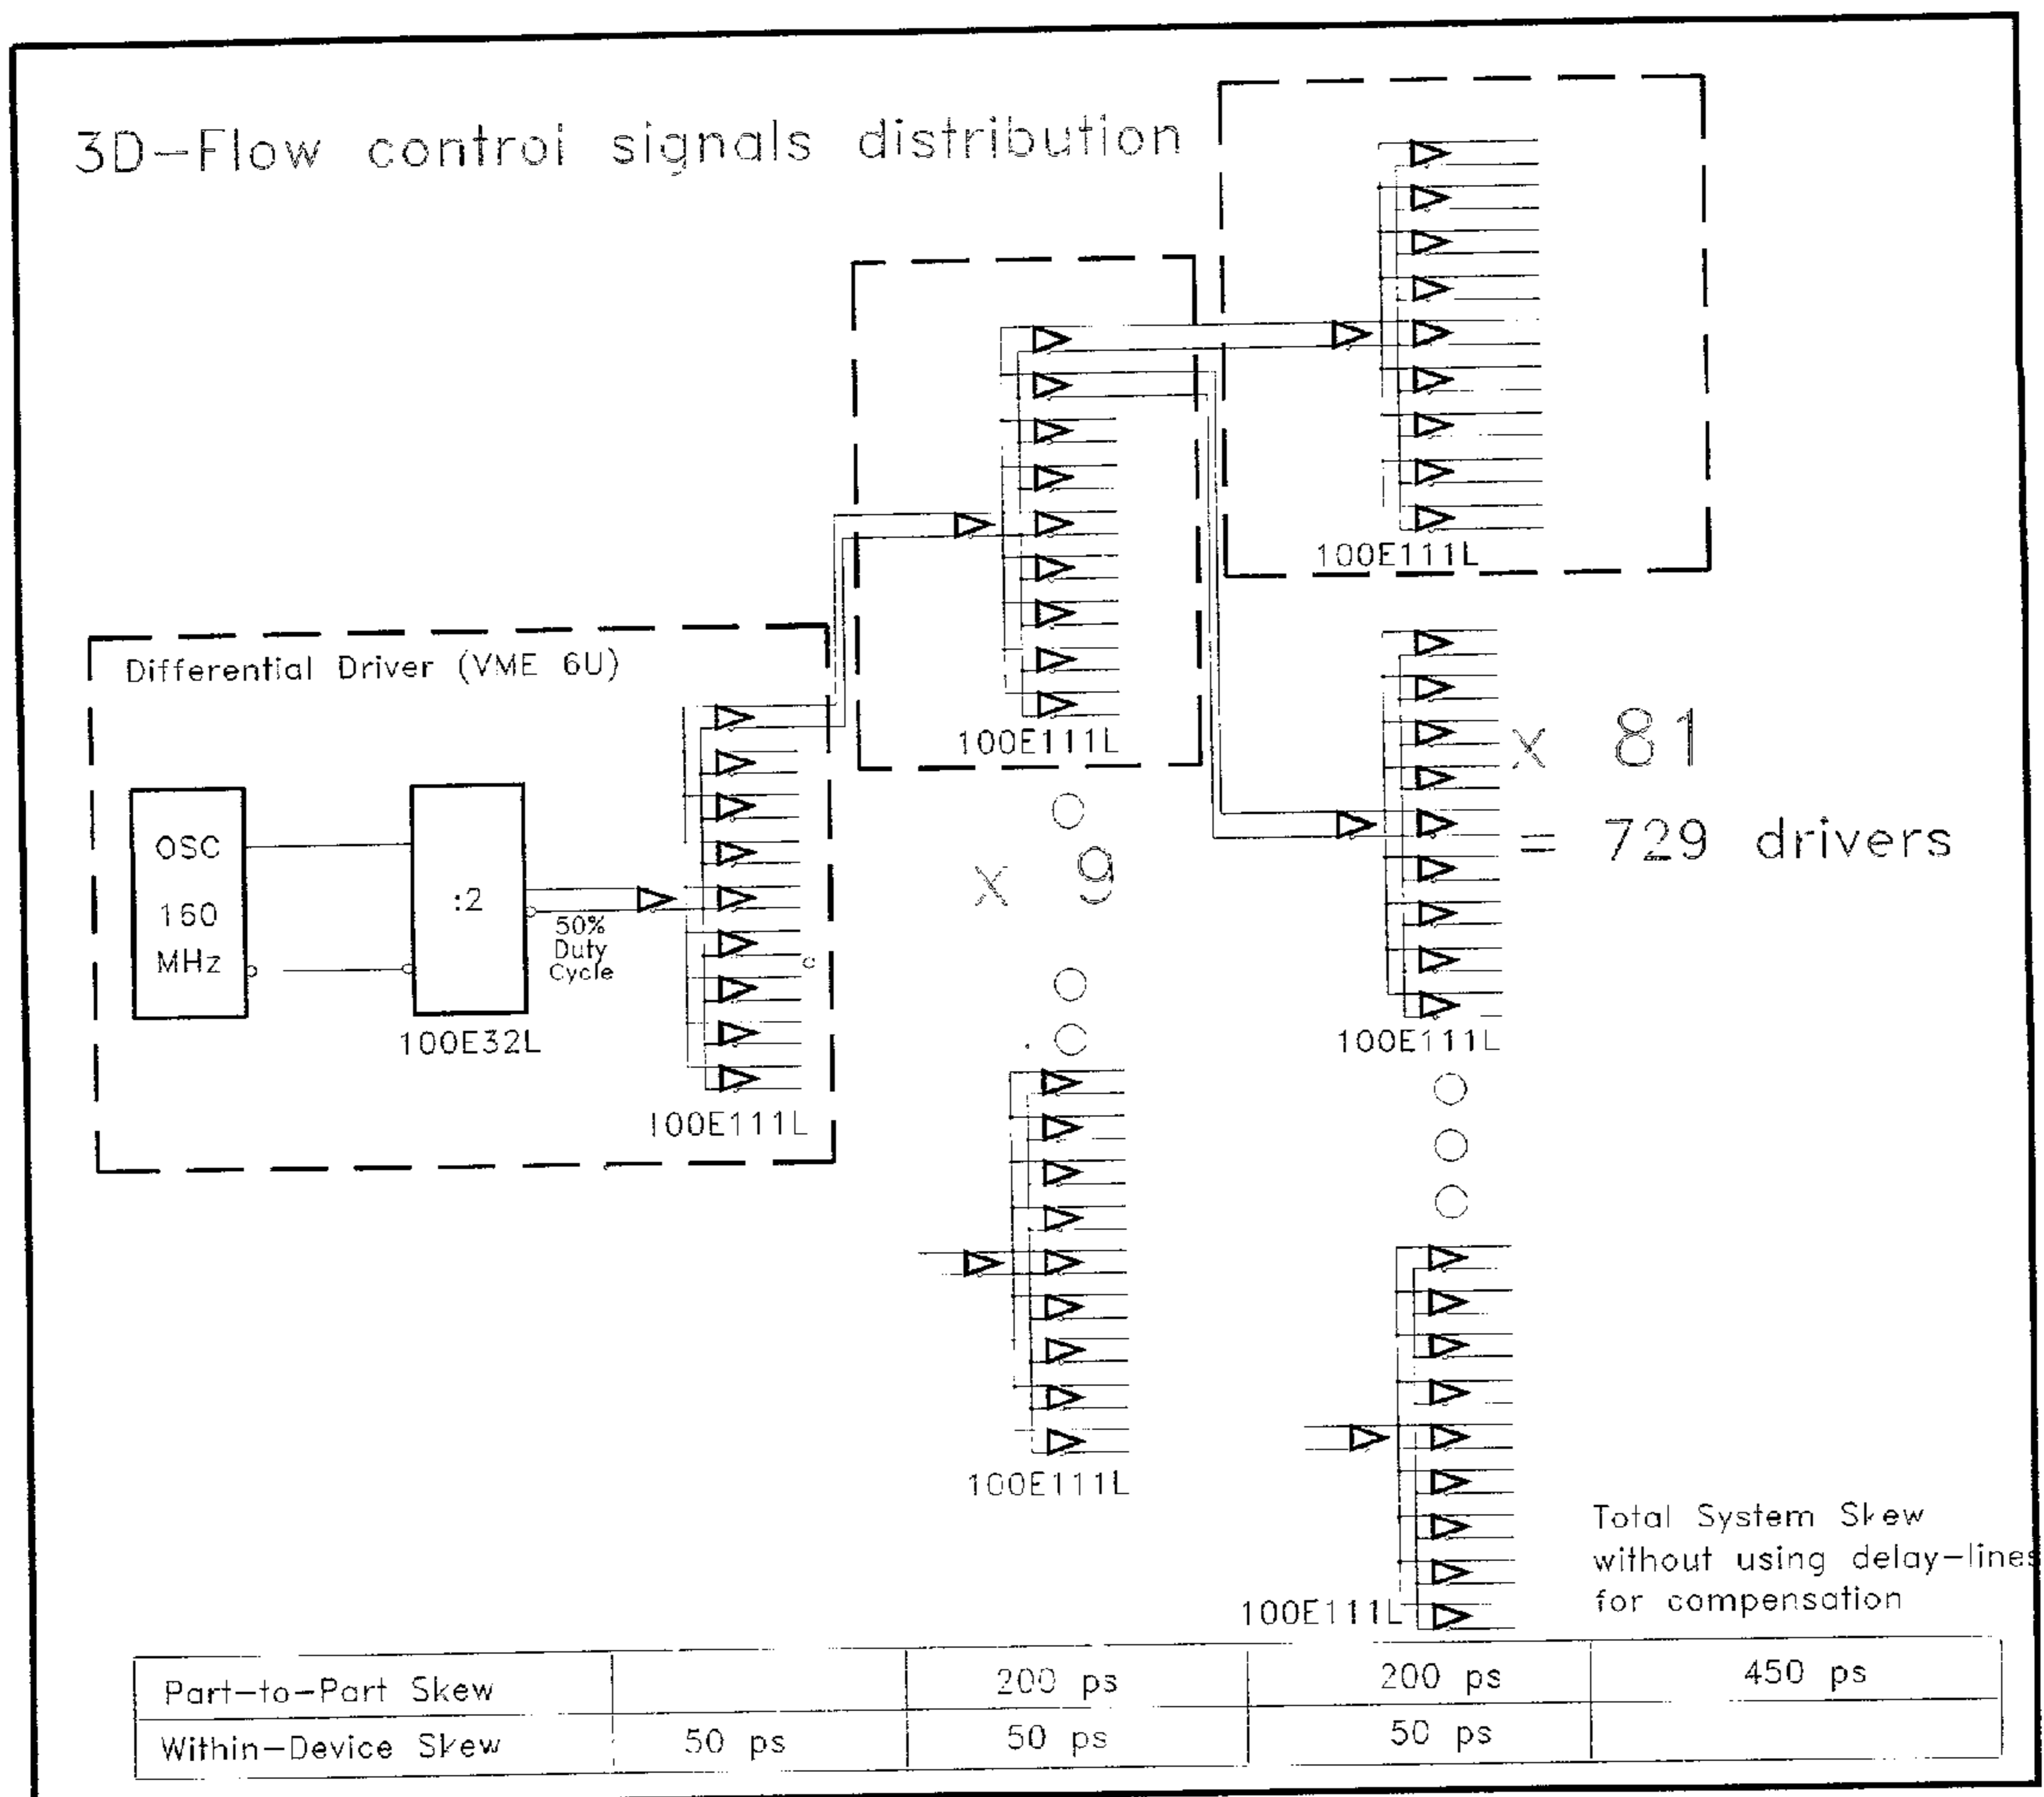 3D-Flow control signals distribution
100E111L
Differential Driver (VME 6U)
100E111L
x 81
= 729 drivers
OSC
160
MHz
:2
50%
Duty
Cycle
x 9
100E32L
100E111L
100E111L
100E111L
100E111L
Total System Skew
without using delay-lines
for compensation
Part-to-Part Skew 200 ps 200 ps 450 ps
Within-Device Skew 50 ps 50 ps 50 ps